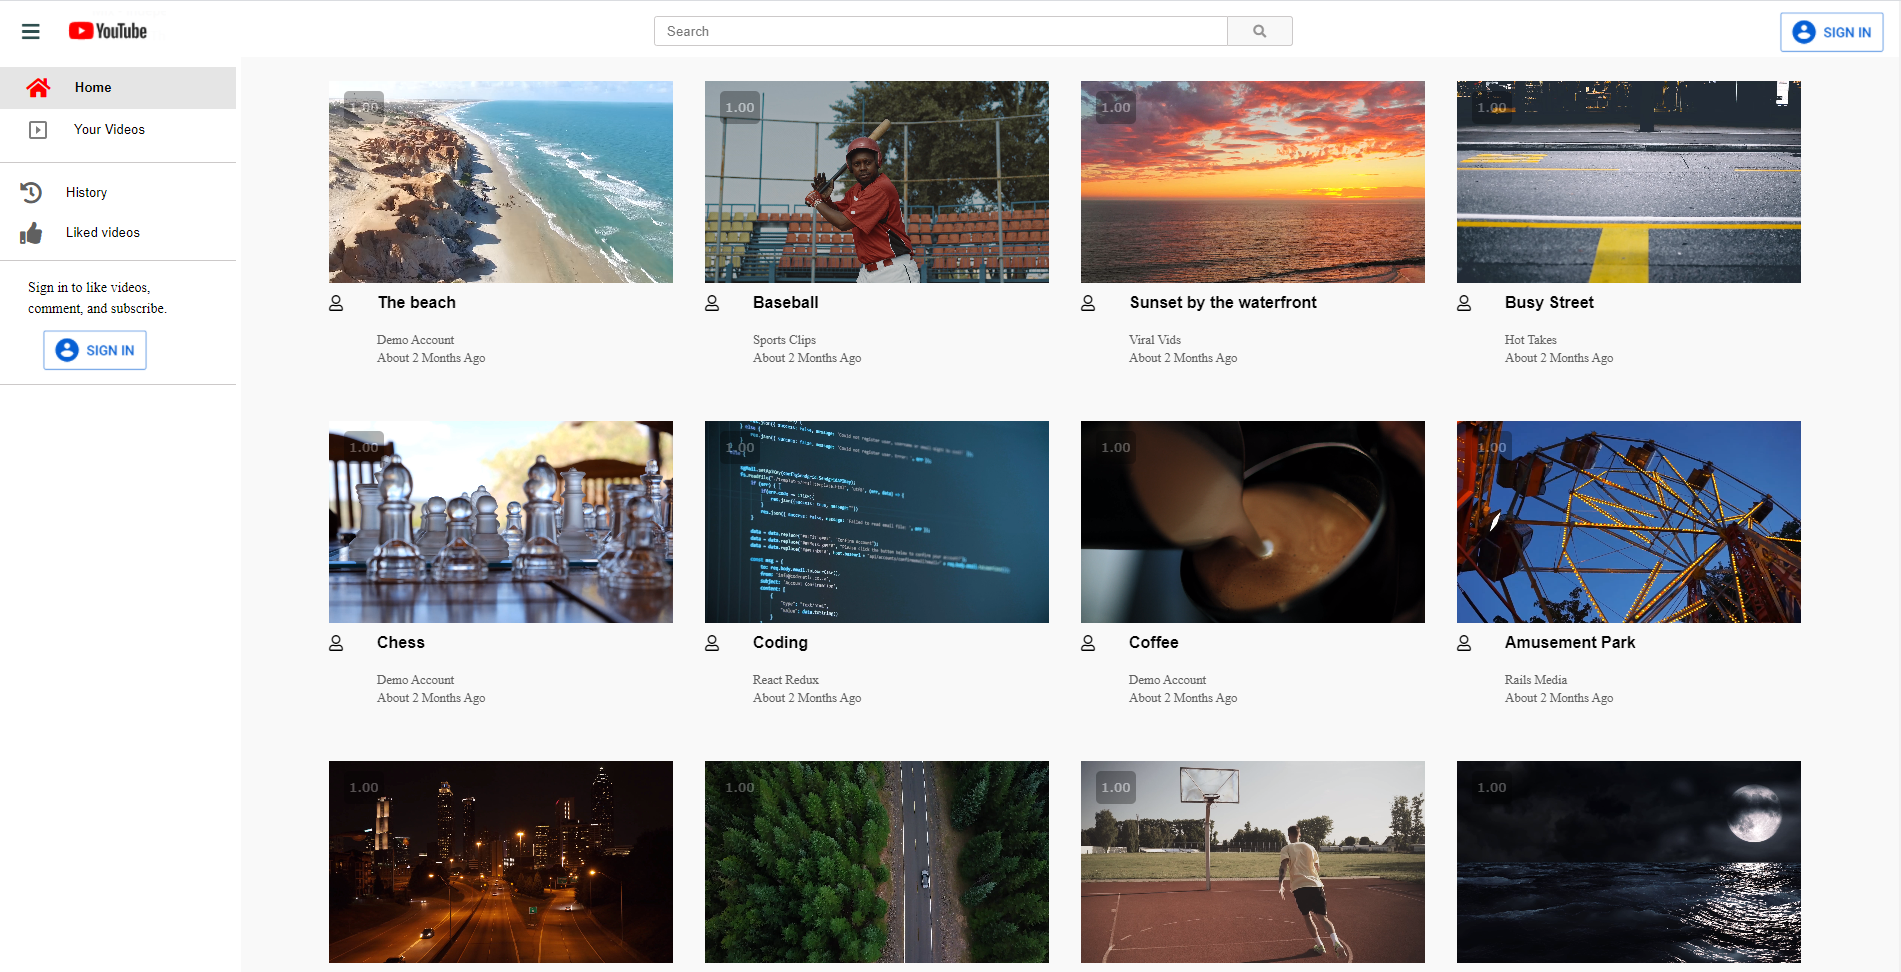 YouTube
Search
SIGN IN
Home
Your Videos
History
Liked videos
Sign in to like videos,
comment, and subscribe.
SIGN IN
1.00
1.00
1.00
1.00
The beach
Baseball
Sunset by the waterfront
Busy Street
Demo Account
About 2 Months Ago
Sports Clips
About 2 Months Ago
Viral Vids
About 2 Months Ago
Hot Takes
About 2 Months Ago
1.00
1.00
1.00
1.00
Chess
Coding
Coffee
Amusement Park
Demo Account
About 2 Months Ago
React Redux
About 2 Months Ago
Demo Account
About 2 Months Ago
Rails Media
About 2 Months Ago
1.00
1.00
1.00
1.00